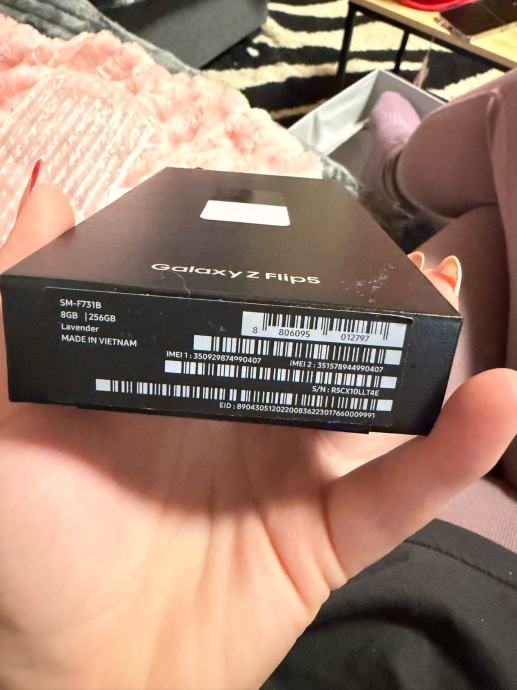 Galaxy Z Flip5
SM-F731B
8GB | 256GB
Lavender
MADE IN VIETNAM
8 806095 012797
IMEI 1 : 350929874990407 IMEI 2 : 351578944990407
S/N : R5CX10LLT4E
EID : 89043051202200836223017660009991